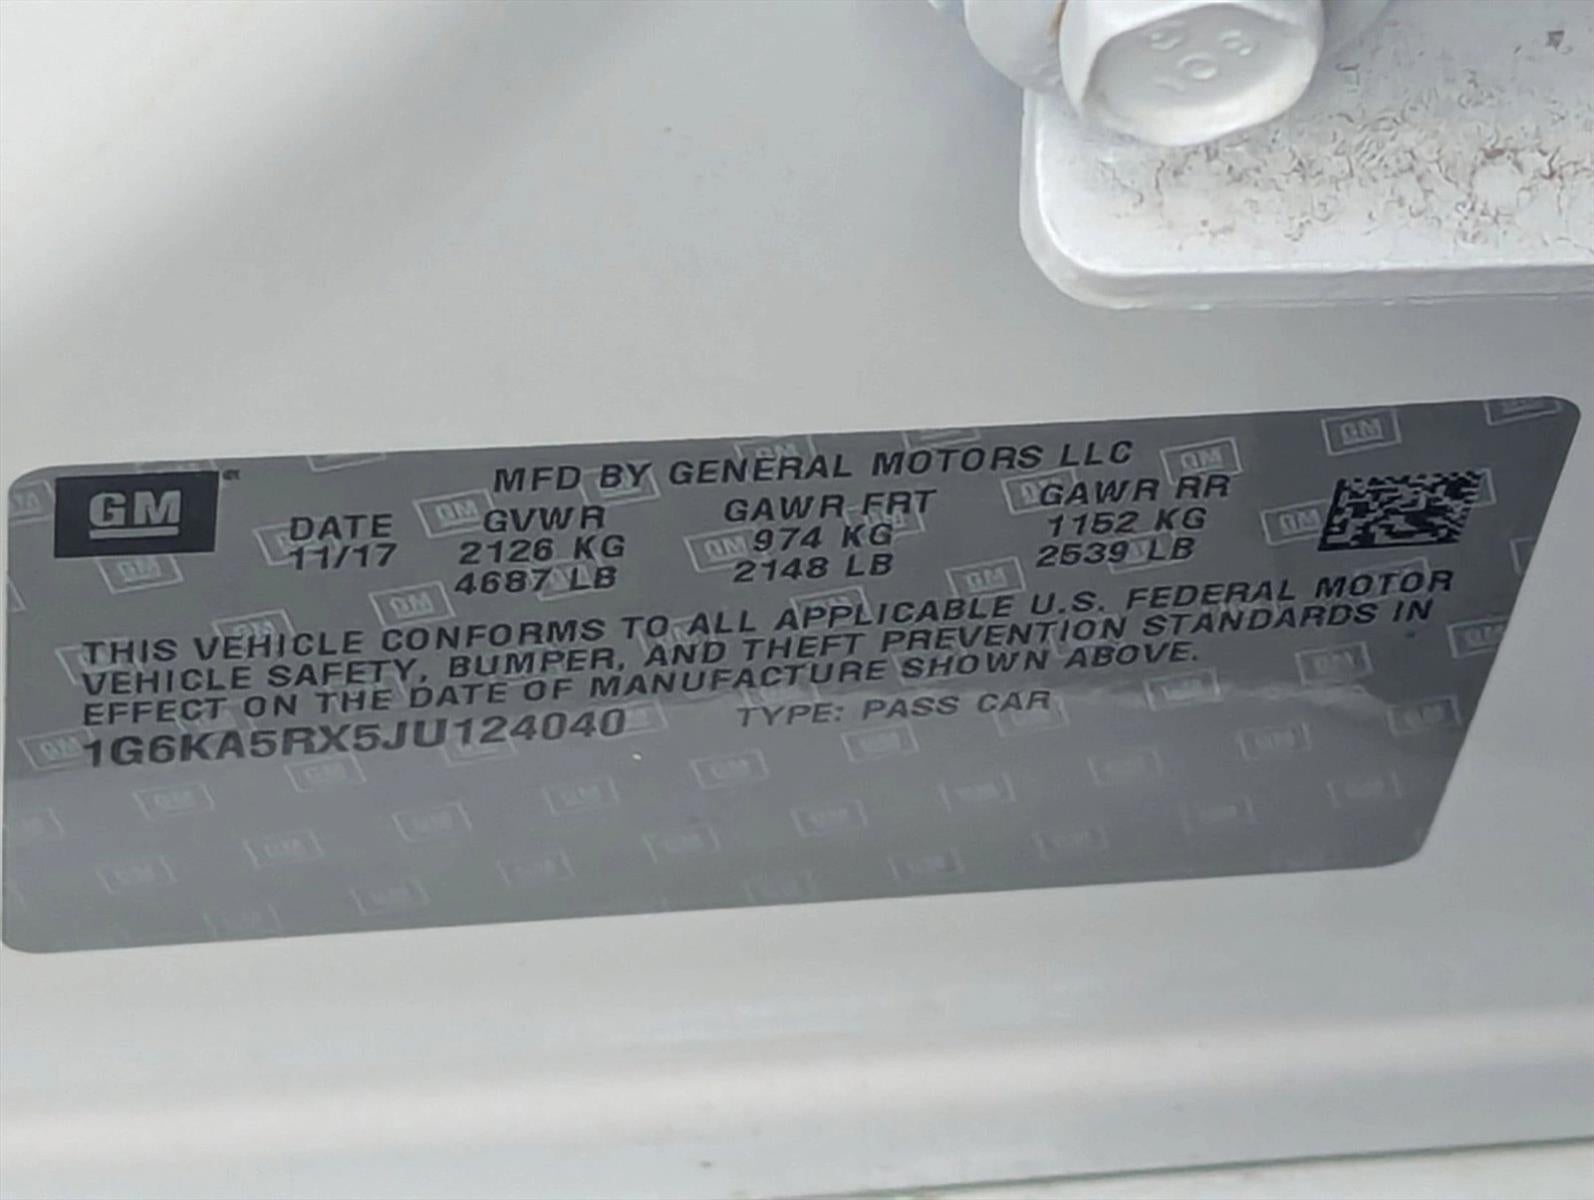 GM
MFD BY GENERAL MOTORS LLC
DATE GVWR GAWR FRT GAWR RR
11/17 2126 KG 974 KG 1152 KG
4687 LB 2148 LB 2539 LB
THIS VEHICLE CONFORMS TO ALL APPLICABLE U.S. FEDERAL MOTOR
VEHICLE SAFETY, BUMPER, AND THEFT PREVENTION STANDARDS IN
EFFECT ON THE DATE OF MANUFACTURE SHOWN ABOVE.
1G6KA5RX5JU124040 TYPE: PASS CAR